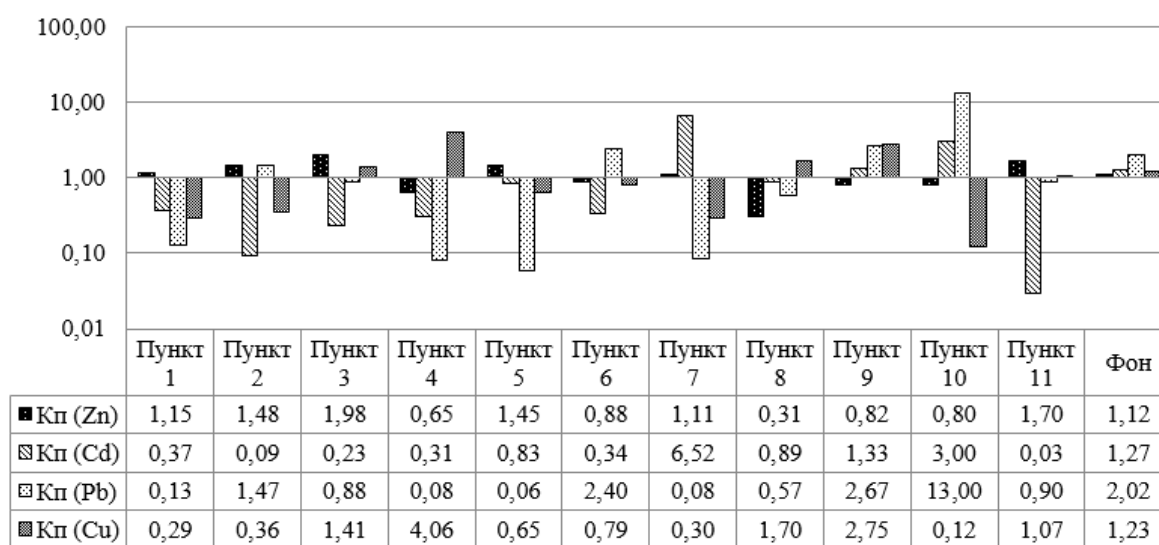 100,00
10,00
1,00
0,10
0,01
Пункт 1 Пункт 2 Пункт 3 Пункт 4 Пункт 5 Пункт 6 Пункт 7 Пункт 8 Пункт 9 Пункт 10 Пункт 11 Фон
Кп (Zn) 1,15 1,48 1,98 0,65 1,45 0,88 1,11 0,31 0,82 0,80 1,70 1,12
Кп (Cd) 0,37 0,09 0,23 0,31 0,83 0,34 6,52 0,89 1,33 3,00 0,03 1,27
Кп (Pb) 0,13 1,47 0,88 0,08 0,06 2,40 0,08 0,57 2,67 13,00 0,90 2,02
Кп (Cu) 0,29 0,36 1,41 4,06 0,65 0,79 0,30 1,70 2,75 0,12 1,07 1,23